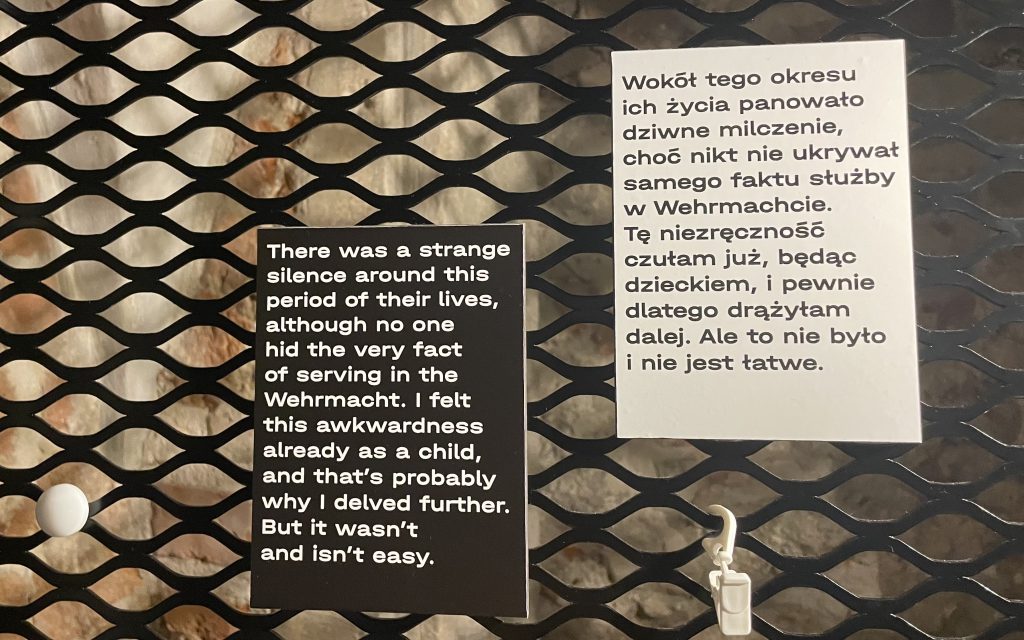 There was a strange
silence around this
period of their lives,
although no one
hid the very fact
of serving in the
Wehrmacht. I felt
this awkwardness
already as a child,
and that's probably
why I delved further.
But it wasn't
and isn't easy.
Wokół tego okresu
ich życia panowało
dziwne milczenie,
choć nikt nie ukrywał
samego faktu służby
w Wehrmachcie.
Tę niezręczność
czułam już, będąc
dzieckiem, i pewnie
dlatego drążyłam
dalej. Ale to nie było
i nie jest łatwe.